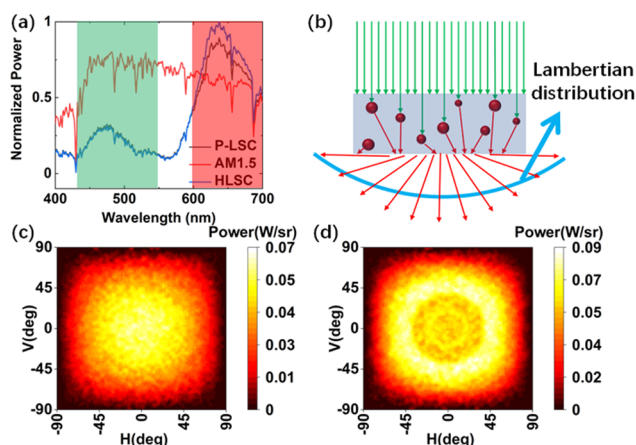 (a)
Normalized Power
1
0.5
0
P-LSC
AM1.5
HLSC
400 500 600 700
Wavelength (nm)
(b)
Lambertian
distribution
(c)
Power(W/sr)
0.07
0.06
0.05
0.04
0.03
0.02
0.01
0
V(deg)
90
45
0
-45
-90
-90 -45 0 45 90
H(deg)
(d)
Power(W/sr)
0.09
0.08
0.06
0.04
0.02
0
V(deg)
90
45
0
-45
-90
-90 -45 0 45 90
H(deg)